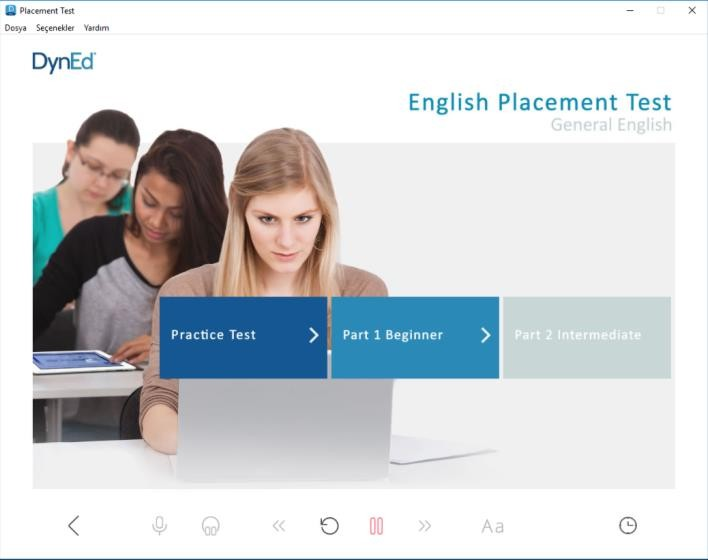 Placement Test
Dosya Seçenekler Yardım
DynEd
English Placement Test
General English
Practice Test
Part 1 Beginner
Part 2 Intermediate
Aa